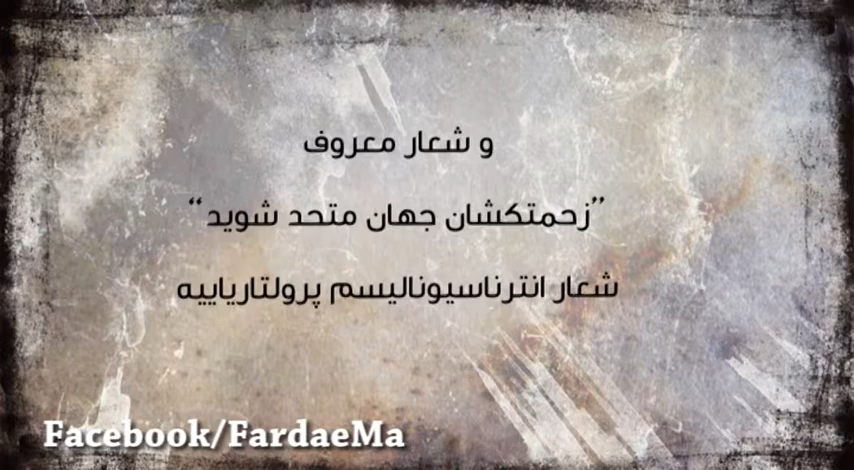 و شعار معروف
”زحمتکشان جهان متحد شوید“
شعار انترناسیونالیسم پرولتاریاییه
Facebook/FardaeMa